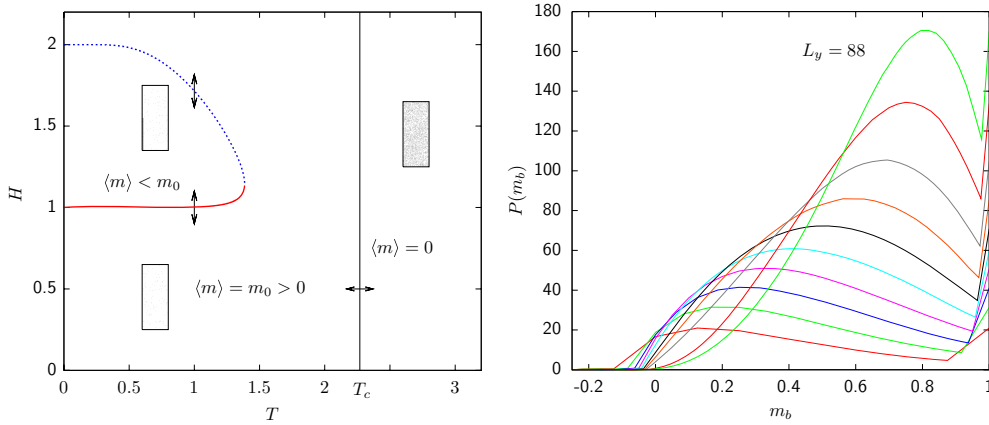 2
1.5
1
0.5
0
H
⟨m⟩ < m₀
⟨m⟩ = 0
⟨m⟩ = m₀ > 0
0 0.5 1 1.5 2 T_c 3
T
180
160
140
120
100
80
60
40
20
0
P(m_b)
L_y = 88
-0.2 0 0.2 0.4 0.6 0.8 1
m_b